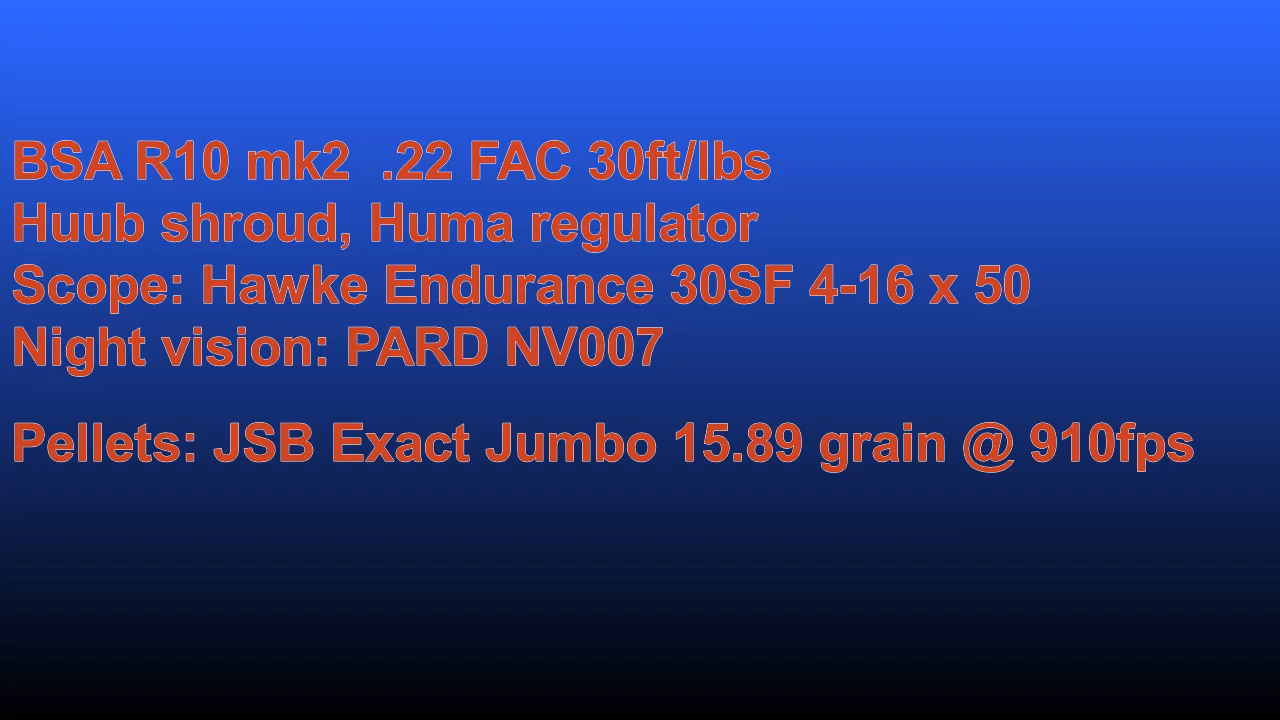 BSA R10 mk2  .22 FAC 30ft/lbs
Huub shroud, Huma regulator
Scope: Hawke Endurance 30SF 4-16 x 50
Night vision: PARD NV007
Pellets: JSB Exact Jumbo 15.89 grain @ 910fps